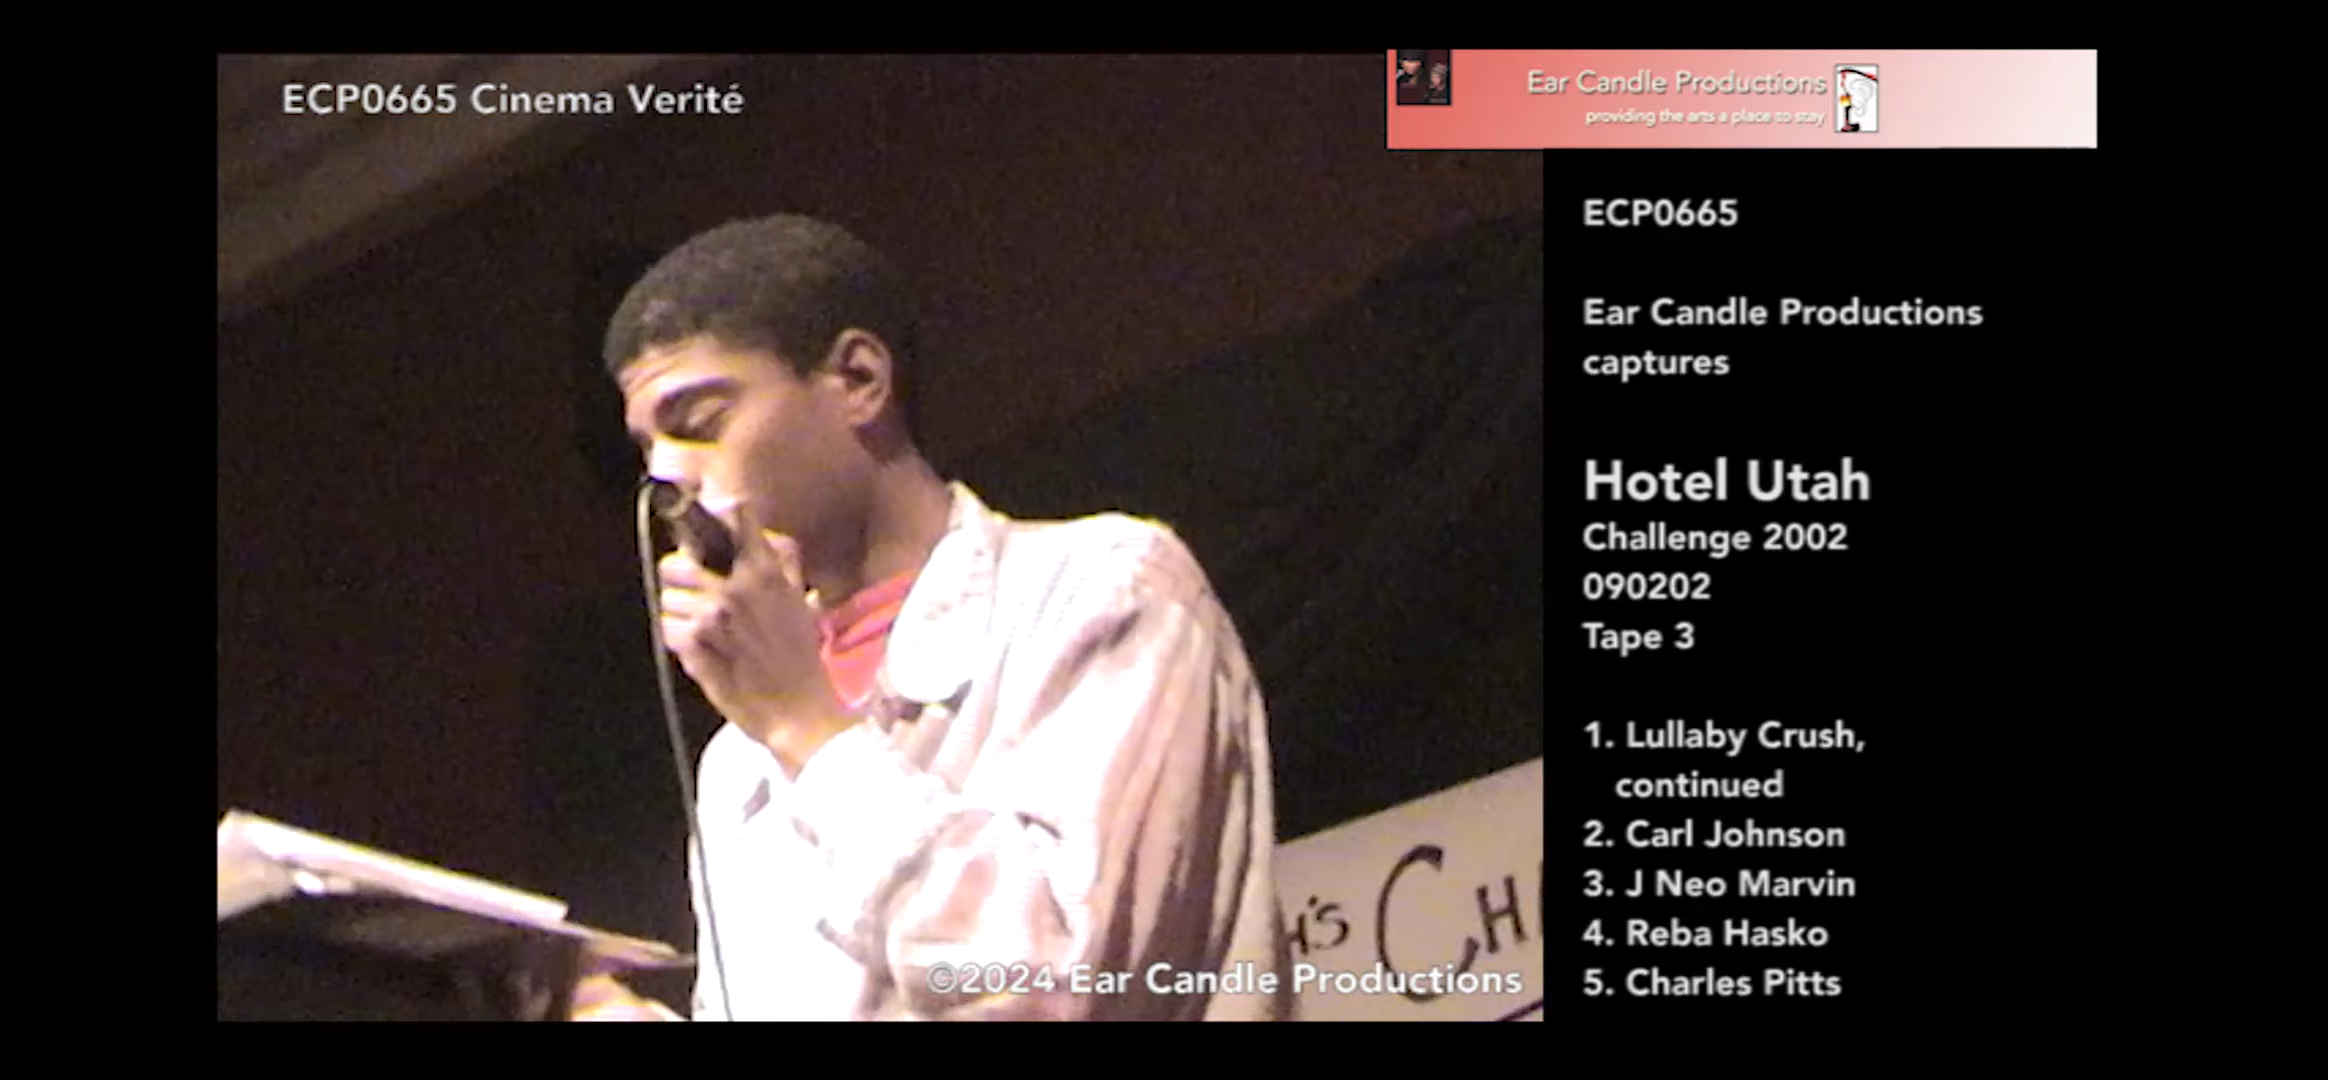 ECP0665 Cinema Verité
Ear Candle Productions
providing the arts a place to stay
ECP0665
Ear Candle Productions
captures
Hotel Utah
Challenge 2002
090202
Tape 3
1. Lullaby Crush,
continued
2. Carl Johnson
3. J Neo Marvin
4. Reba Hasko
5. Charles Pitts
H'S CH
©2024 Ear Candle Productions